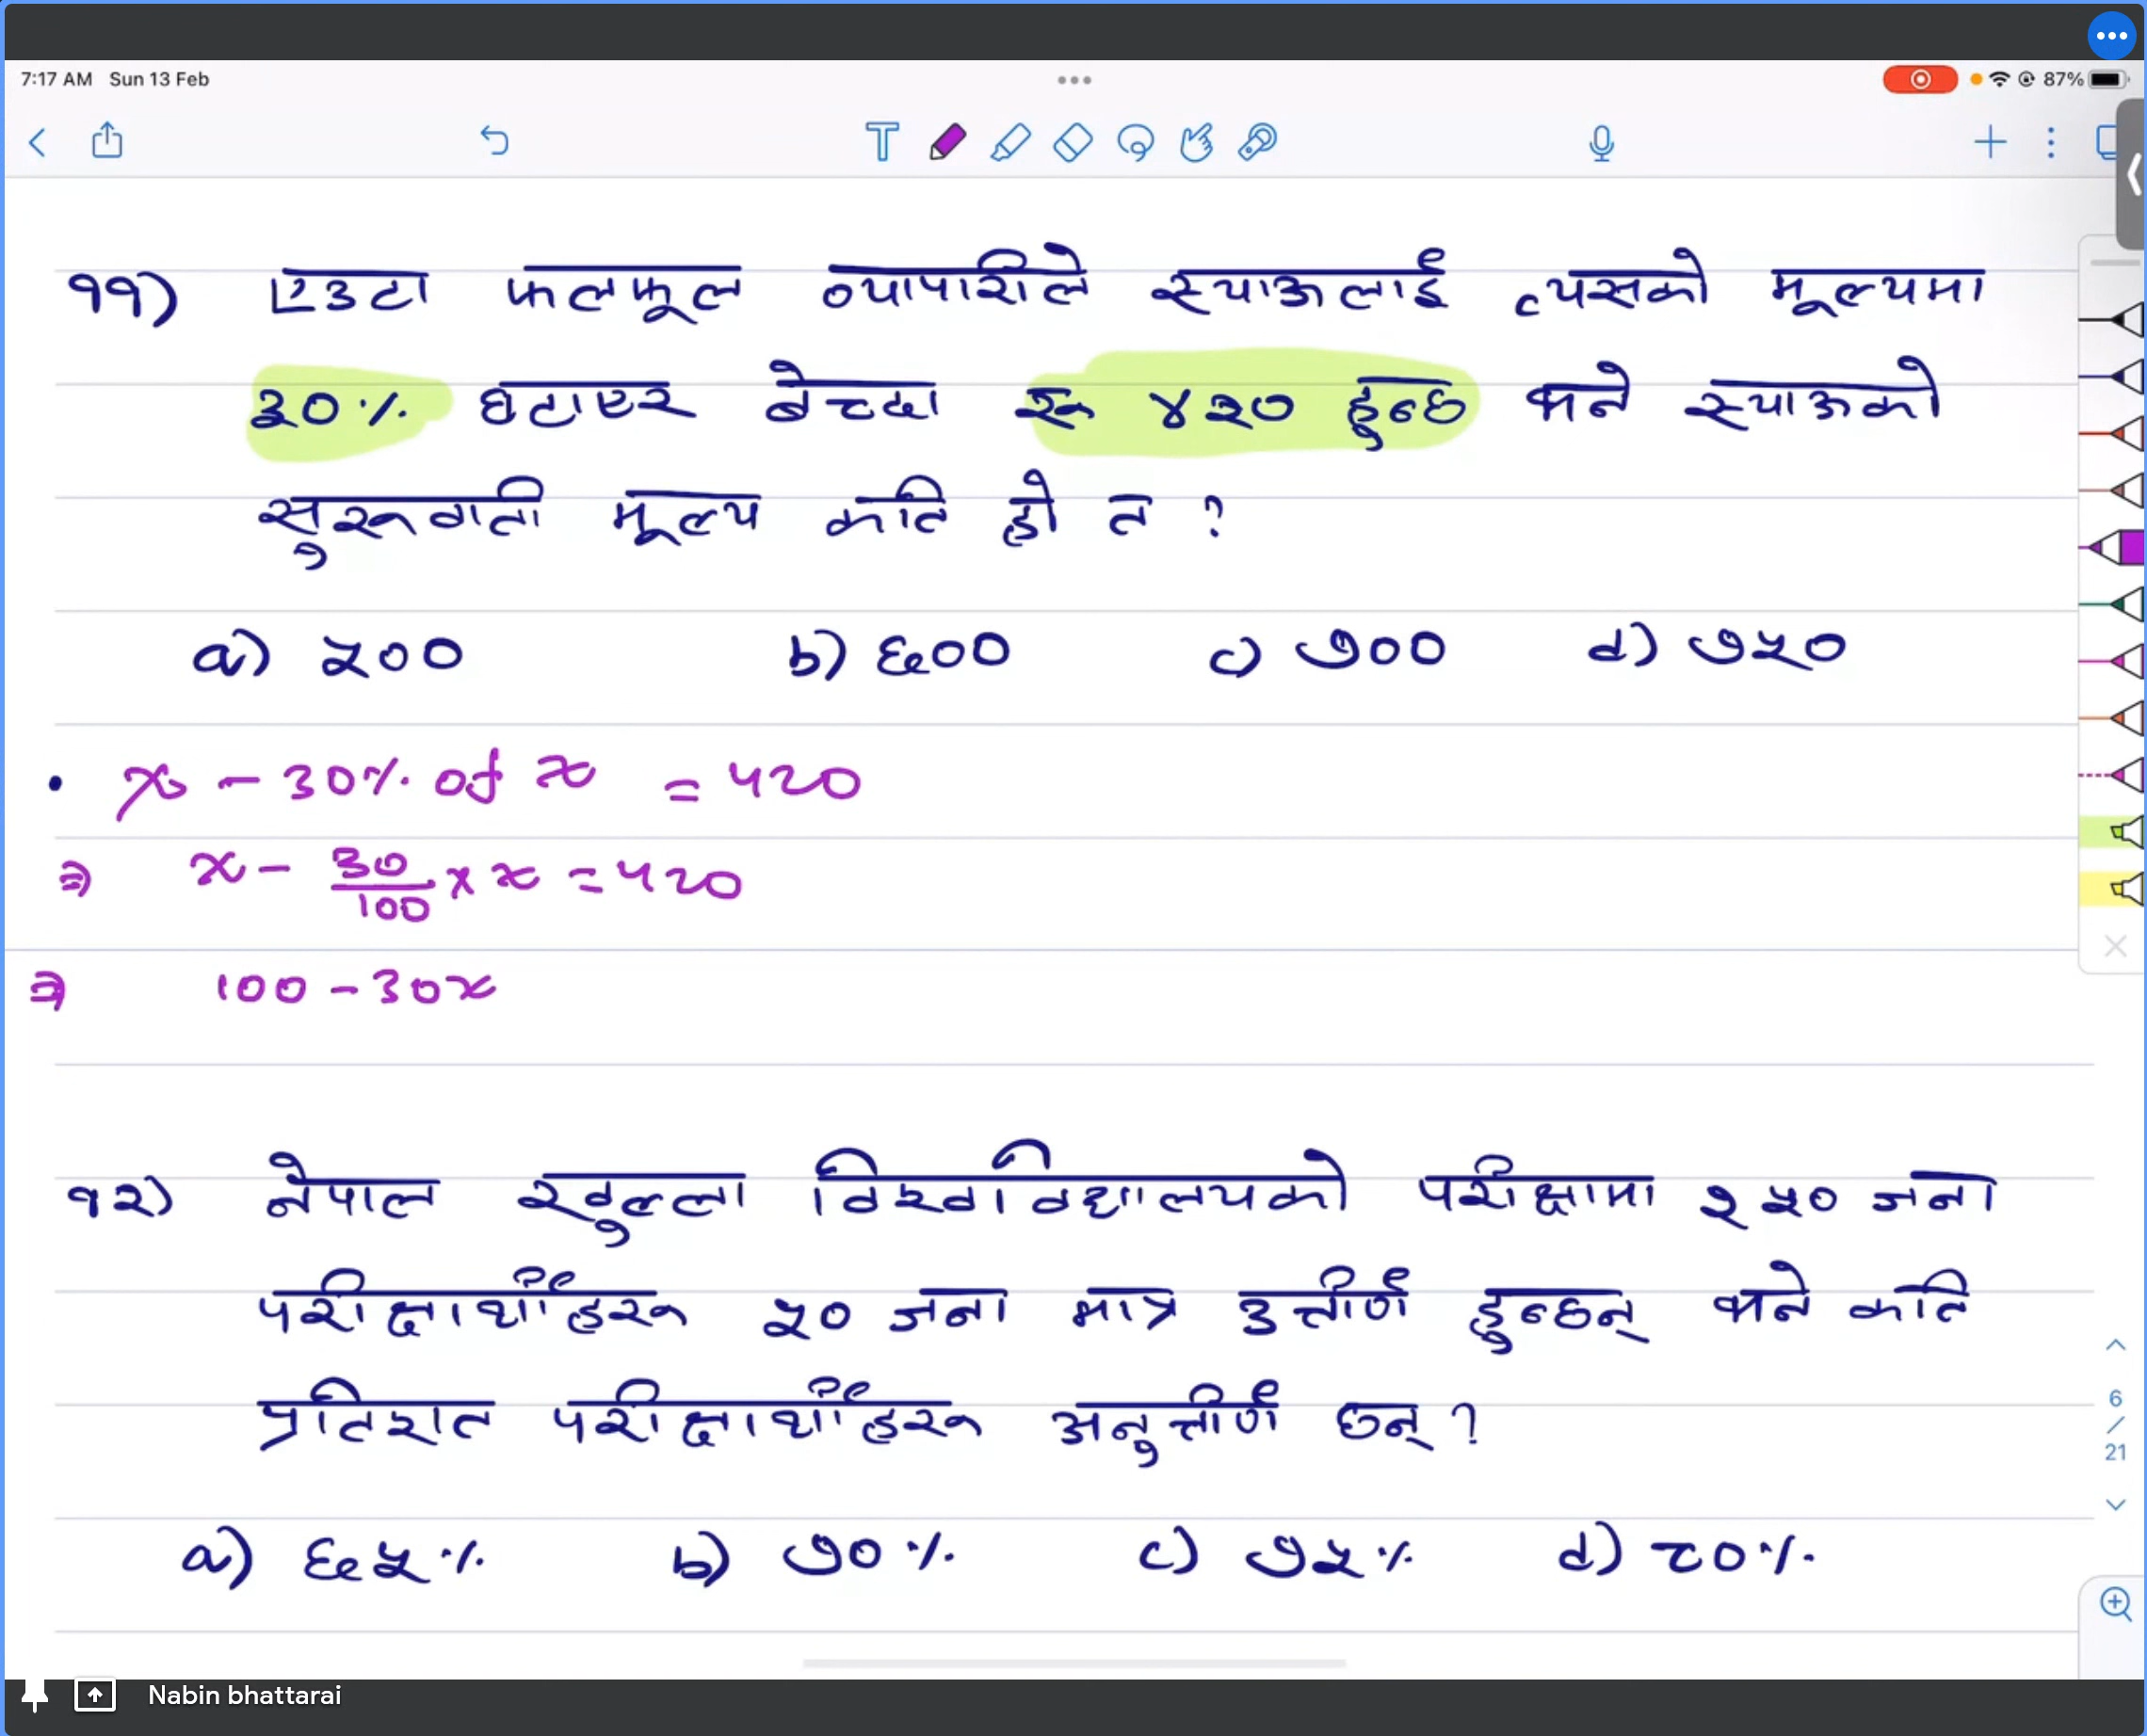 7:17 AM Sun 13 Feb
87%
११) एउटा फलफूल व्यापारीले स्याऊलाई त्यसको मूल्यमा
३०% घटाएर बेच्दा रू ४२० हुन्छ भने स्याऊको
सुरूवाती मूल्य कति हो त ?
a) ५०० b) ६०० c) ७०० d) ७५०
x - 30% of x = 420
⇒ x - 30/100 × x = 420
⇒ 100 - 30x
१२) नेपाल खुल्ला विश्वविद्यालयको परीक्षामा २५० जना
परीक्षार्थीहरू ५० जना मात्र उत्तीर्ण हुन्छन् भने कति
प्रतिशत परीक्षार्थीहरू अनुत्तीर्ण छन् ?
6
/
21
a) ६५% b) ७०% c) ७५% d) ८०%
Nabin bhattarai